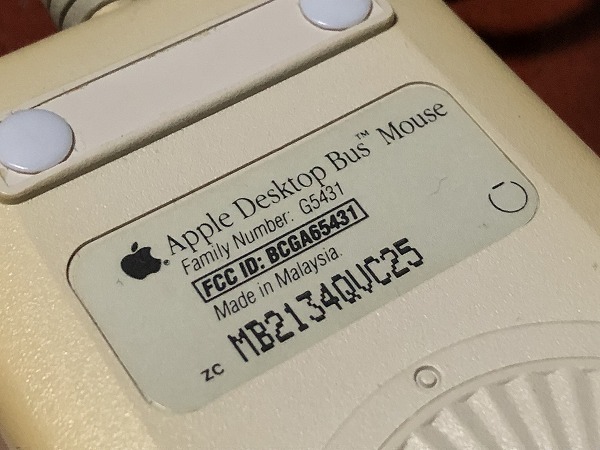 Apple Desktop Bus™ Mouse
Family Number: G5431
FCC ID: BCGA65431
Made in Malaysia.
ZC MB2134QVC25